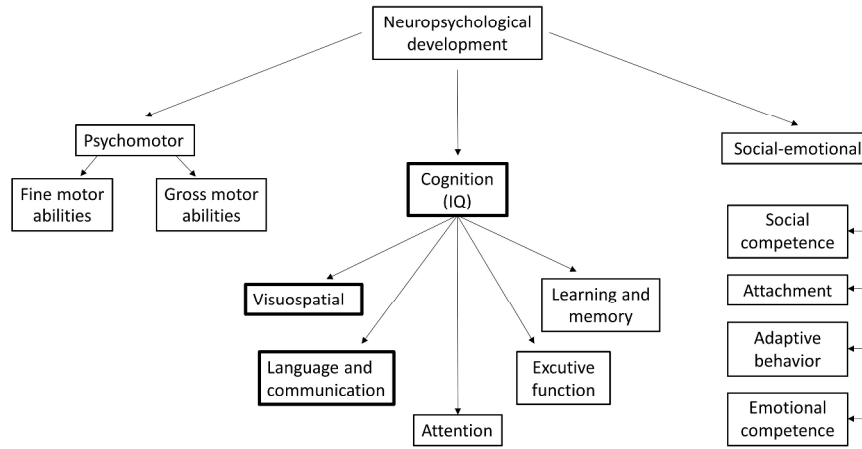 Neuropsychological
development
Psychomotor
Social-emotional
Fine motor
abilities
Gross motor
abilities
Cognition
(IQ)
Social
competence
Visuospatial
Learning and
memory
Attachment
Language and
communication
Excutive
function
Adaptive
behavior
Attention
Emotional
competence